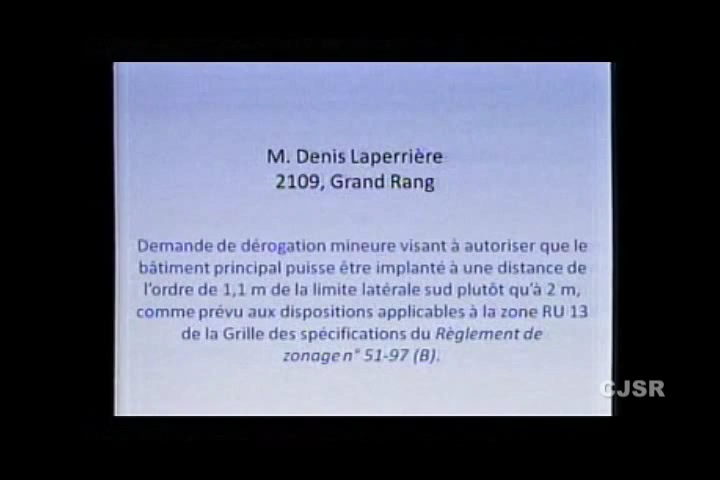 M. Denis Laperrière
2109, Grand Rang
Demande de dérogation mineure visant à autoriser que le
bâtiment principal puisse être implanté à une distance de
l'ordre de 1,1 m de la limite latérale sud plutôt qu'à 2 m,
comme prévu aux dispositions applicables à la zone RU 13
de la Grille des spécifications du Règlement de
zonage n° 51-97 (B).
CJSR